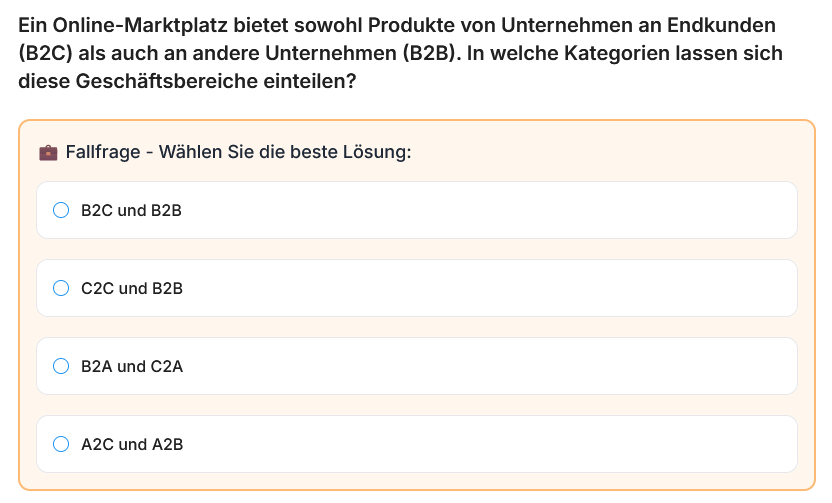 Ein Online-Marktplatz bietet sowohl Produkte von Unternehmen an Endkunden
(B2C) als auch an andere Unternehmen (B2B). In welche Kategorien lassen sich
diese Geschäftsbereiche einteilen?
💼 Fallfrage - Wählen Sie die beste Lösung:
B2C und B2B
C2C und B2B
B2A und C2A
A2C und A2B